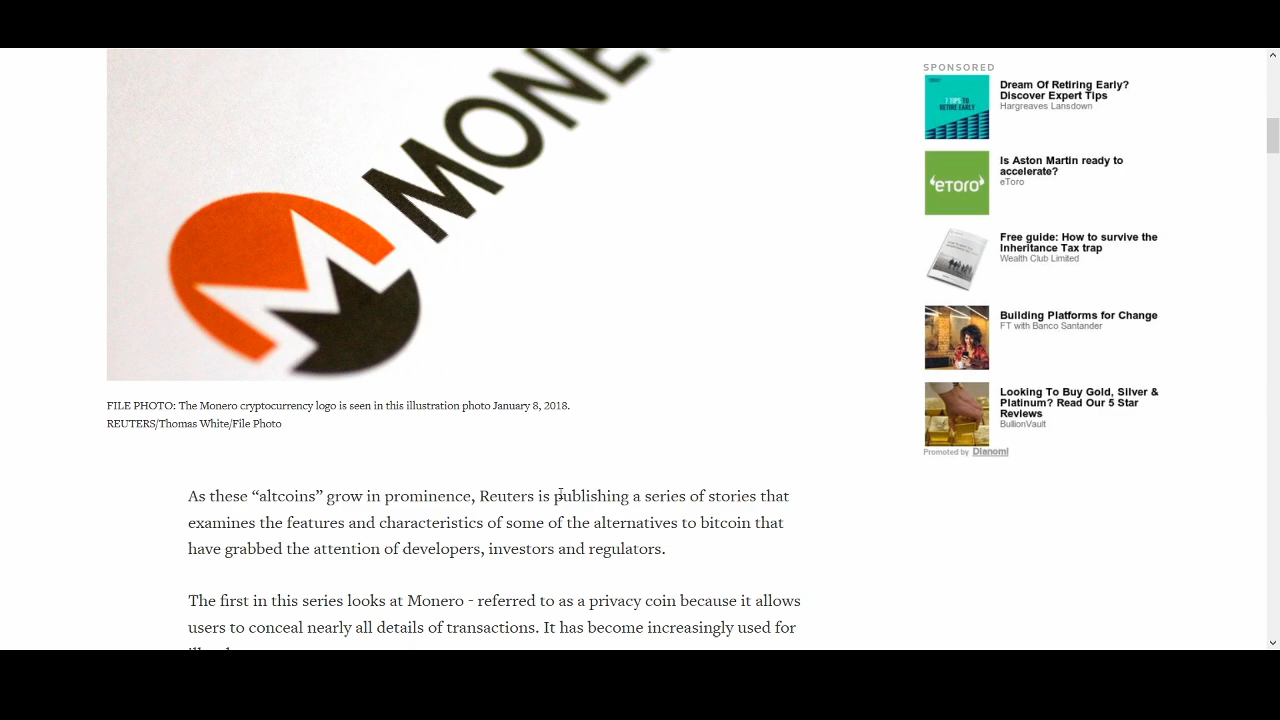 MONE
FILE PHOTO: The Monero cryptocurrency logo is seen in this illustration photo January 8, 2018.
REUTERS/Thomas White/File Photo
As these “altcoins” grow in prominence, Reuters is publishing a series of stories that
examines the features and characteristics of some of the alternatives to bitcoin that
have grabbed the attention of developers, investors and regulators.
The first in this series looks at Monero - referred to as a privacy coin because it allows
users to conceal nearly all details of transactions. It has become increasingly used for
SPONSORED
7 TIPS TO
RETIRE EARLY
Dream Of Retiring Early?
Discover Expert Tips
Hargreaves Lansdown
eToro
Is Aston Martin ready to
accelerate?
eToro
Free guide: How to survive the
Inheritance Tax trap
Wealth Club Limited
Building Platforms for Change
FT with Banco Santander
Looking To Buy Gold, Silver &
Platinum? Read Our 5 Star
Reviews
BullionVault
Promoted by Dianomi